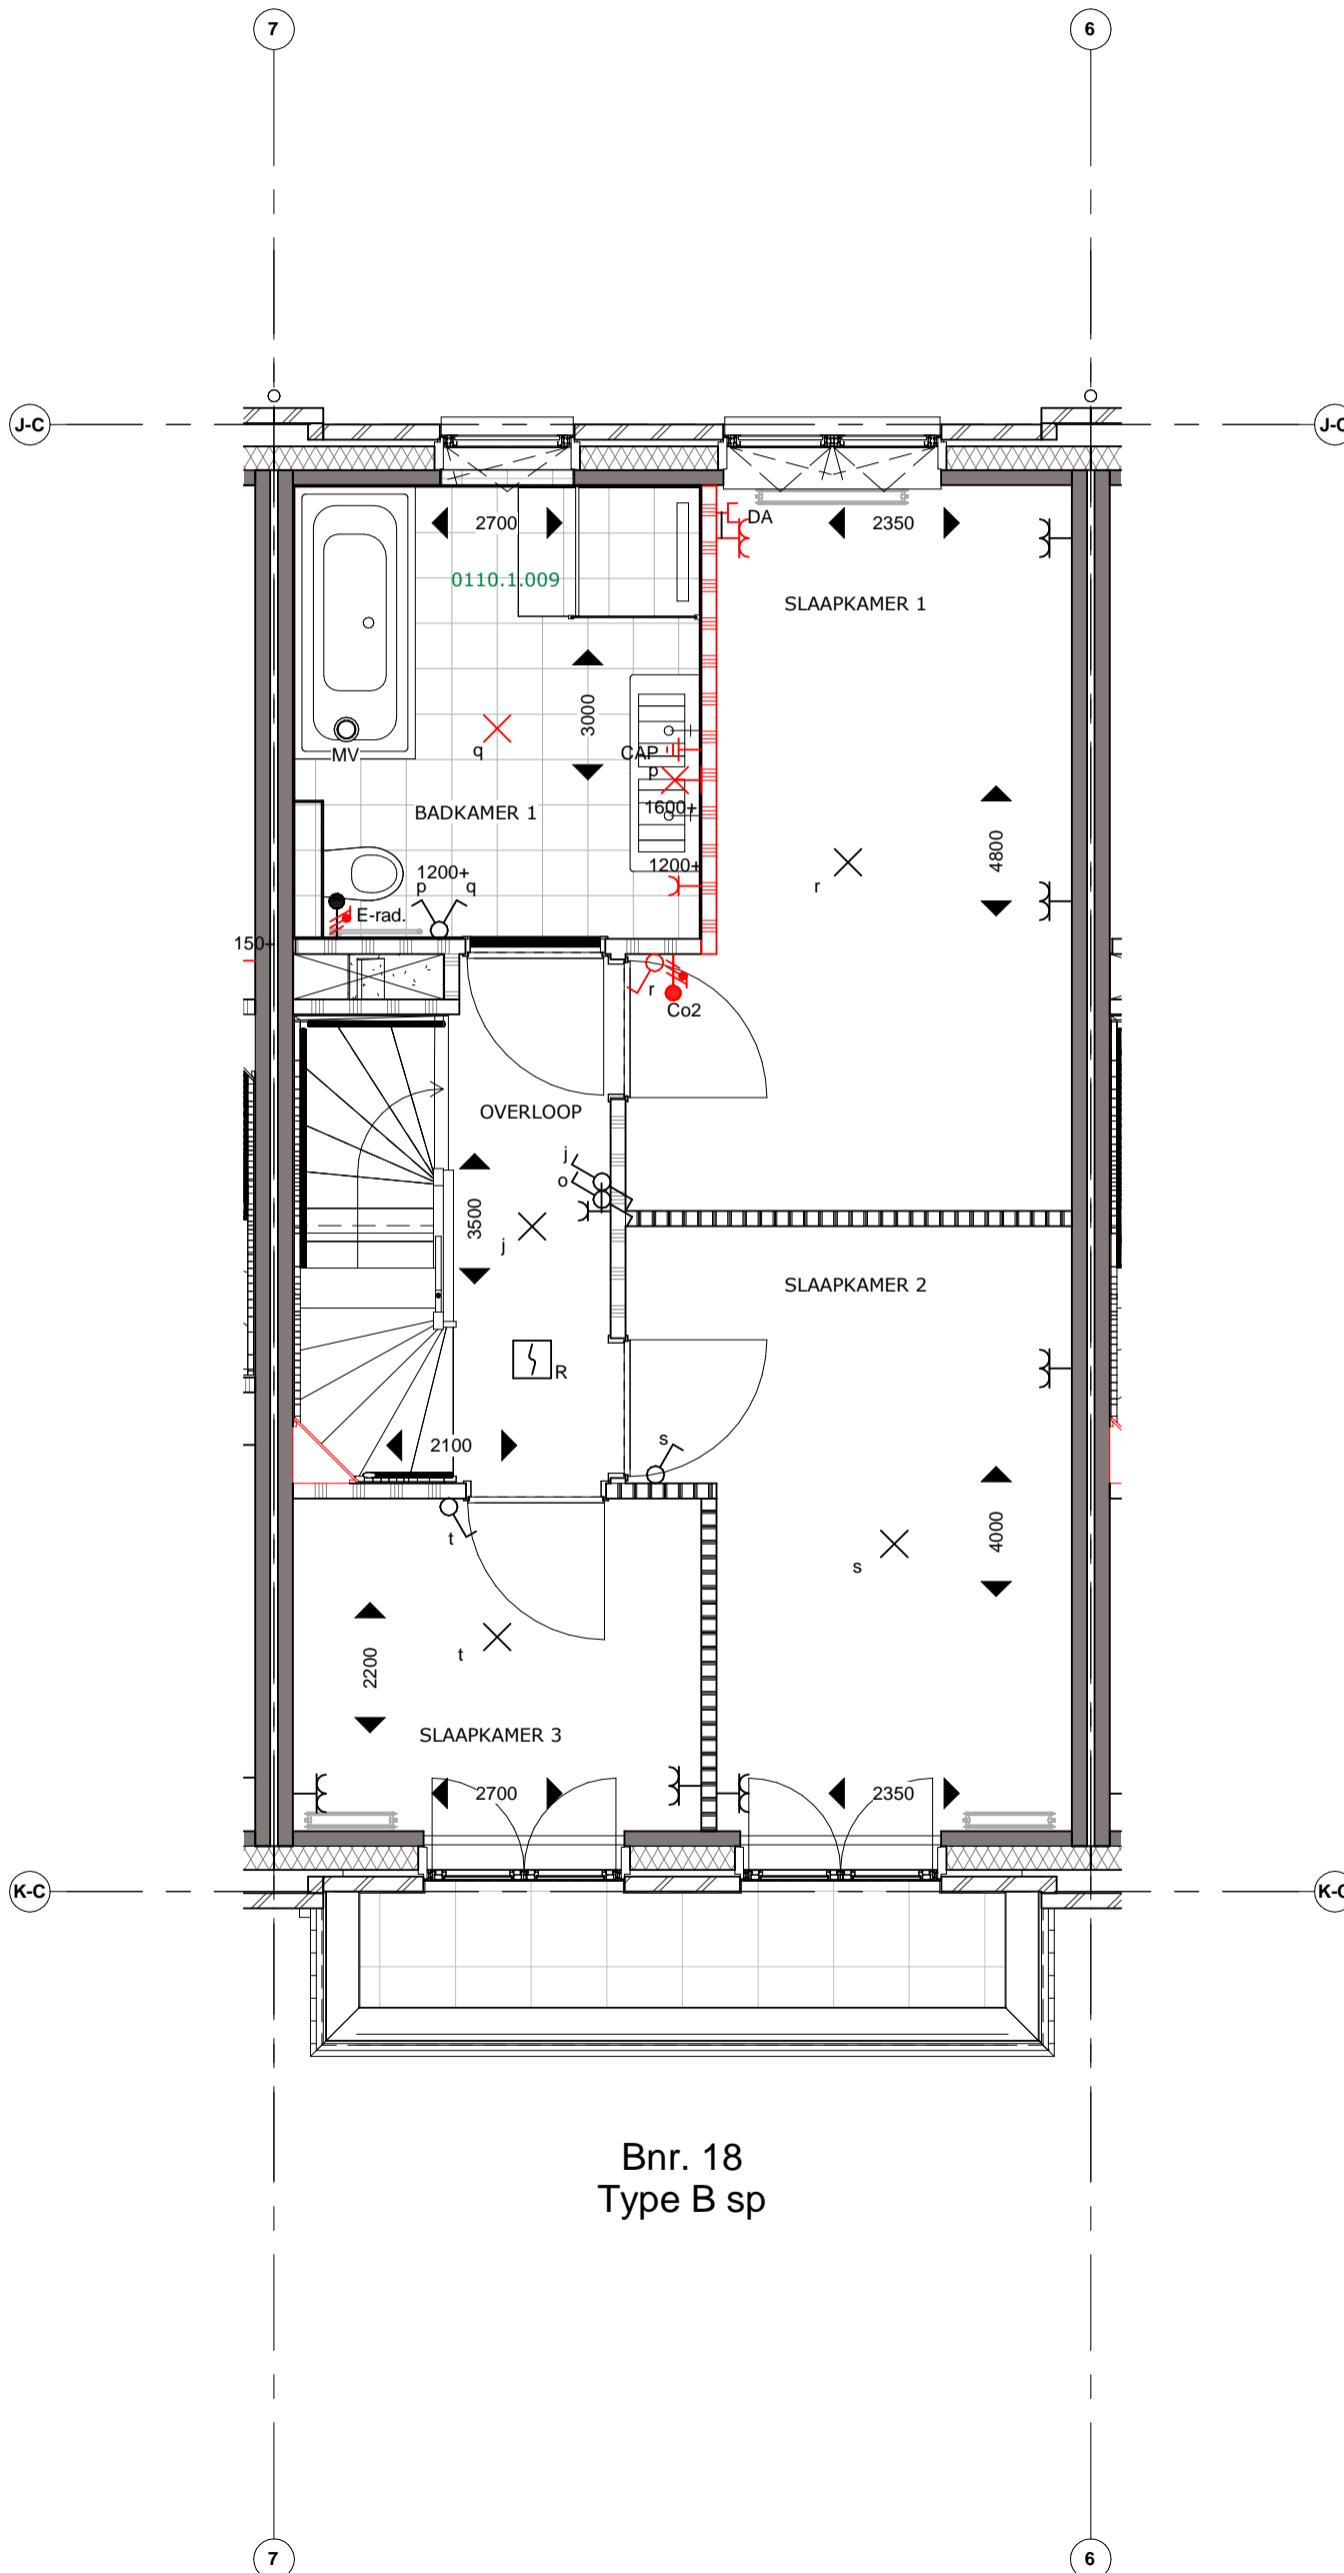 7
6
J-C
J-C
2700
DA
2350
0110.1.009
SLAAPKAMER 1
3000
q
MV
CAP
p
1600+
BADKAMER 1
4800
1200+
1200+
p
q
r
E-rad.
150+
r
Co2
OVERLOOP
j
o
3500
j
SLAAPKAMER 2
R
2100
s
t
4000
s
t
2200
SLAAPKAMER 3
2700
2350
K-C
K-C
Bnr. 18
Type B sp
7
6